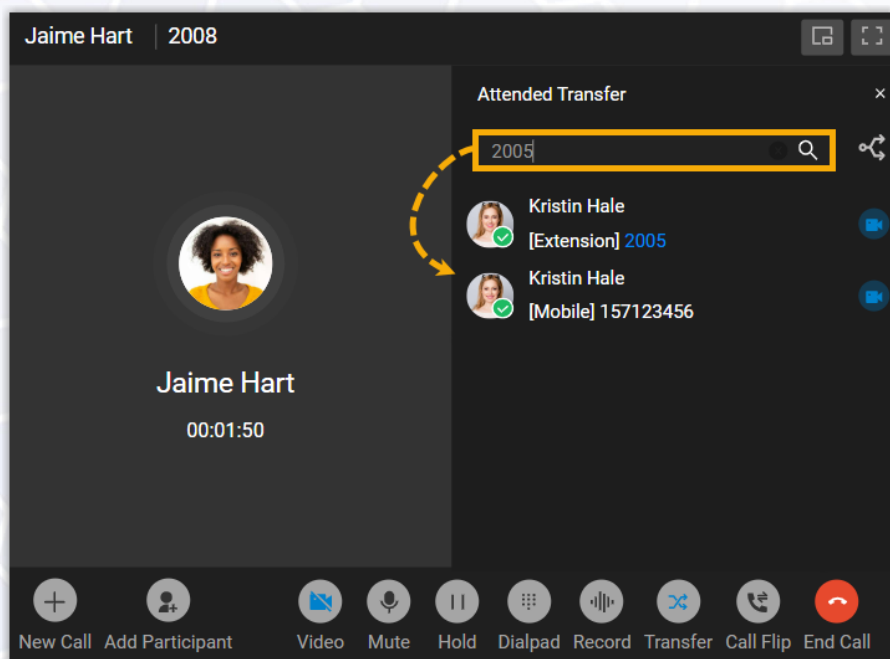 Jaime Hart 2008
Attended Transfer
2005
Kristin Hale
[Extension] 2005
Kristin Hale
[Mobile] 157123456
Jaime Hart
00:01:50
New Call Add Participant Video Mute Hold Dialpad Record Transfer Call Flip End Call